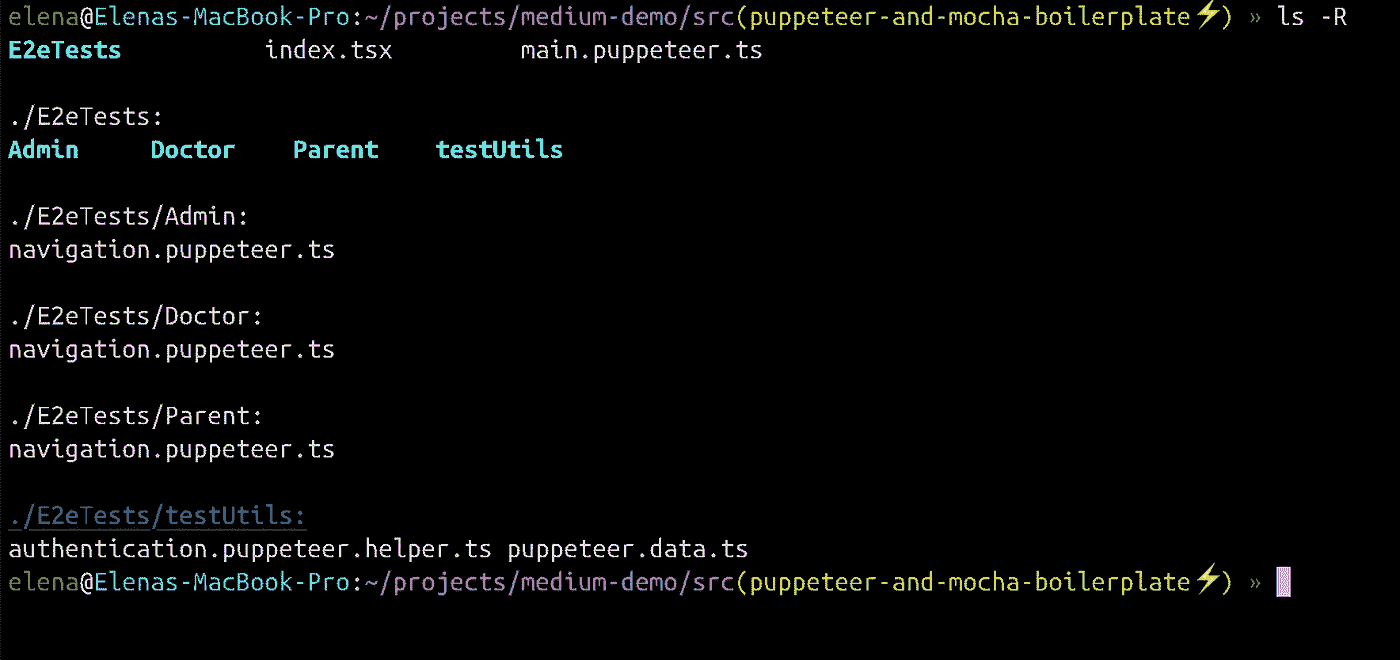 elena@Elenas-MacBook-Pro:~/projects/medium-demo/src(puppeteer-and-mocha-boilerplate⚡) » ls -R
E2eTests index.tsx main.puppeteer.ts
./E2eTests:
Admin Doctor Parent testUtils
./E2eTests/Admin:
navigation.puppeteer.ts
./E2eTests/Doctor:
navigation.puppeteer.ts
./E2eTests/Parent:
navigation.puppeteer.ts
./E2eTests/testUtils:
authentication.puppeteer.helper.ts puppeteer.data.ts
elena@Elenas-MacBook-Pro:~/projects/medium-demo/src(puppeteer-and-mocha-boilerplate⚡) »